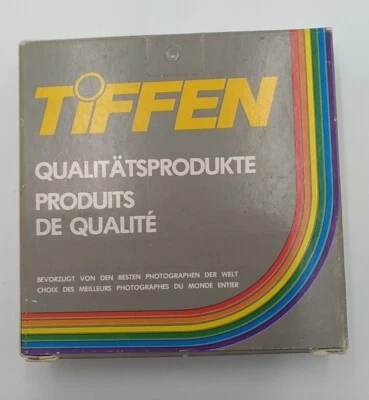 TiFFEN
QUALITÄTSPRODUKTE
PRODUITS
DE QUALITÉ
BEVORZUGT VON DEN BESTEN PHOTOGRAPHEN DER WELT
CHOIX DES MEILLEURS PHOTOGRAPHES DU MONDE ENTIER